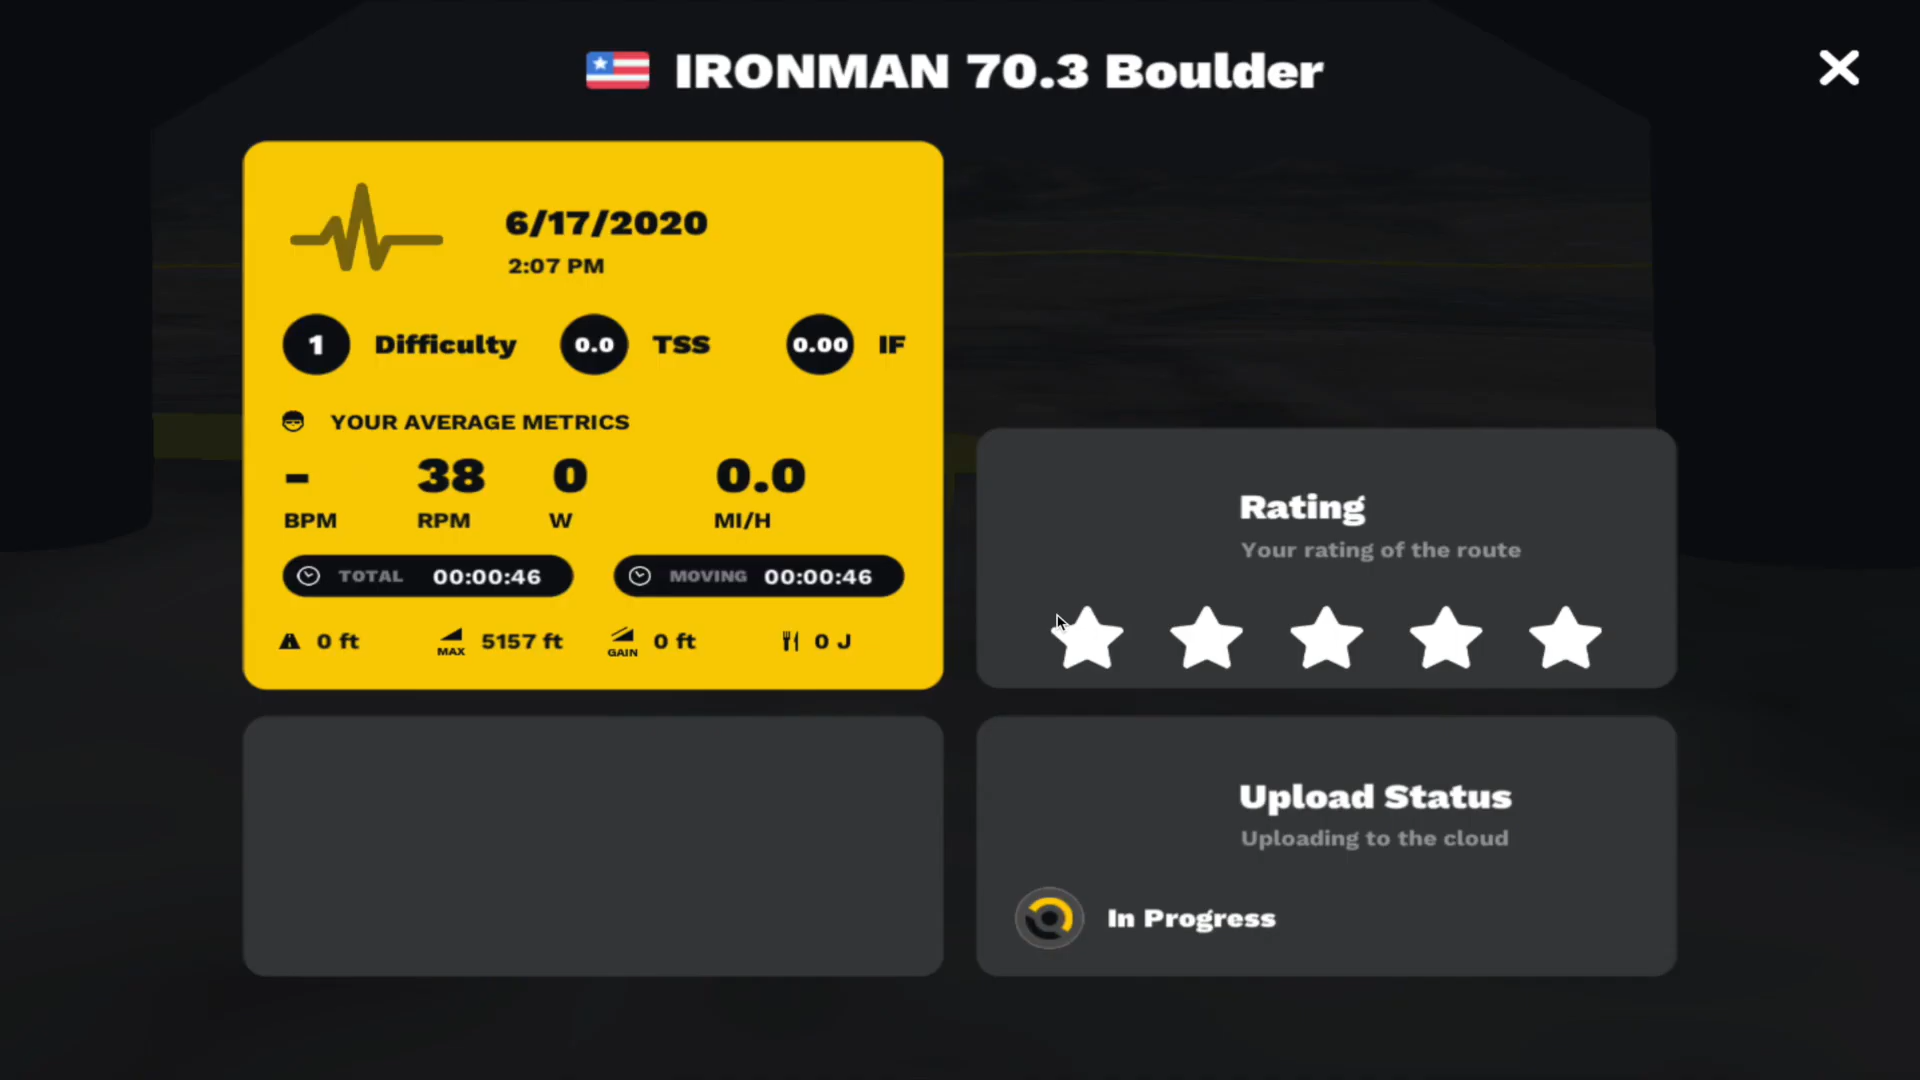 IRONMAN 70.3 Boulder
6/17/2020
2:07 PM
1 Difficulty 0.0 TSS 0.00 IF
YOUR AVERAGE METRICS
- 38 0 0.0
BPM RPM W MI/H
TOTAL 00:00:46 MOVING 00:00:46
0 ft MAX 5157 ft GAIN 0 ft 0 J
Rating
Your rating of the route
Upload Status
Uploading to the cloud
In Progress